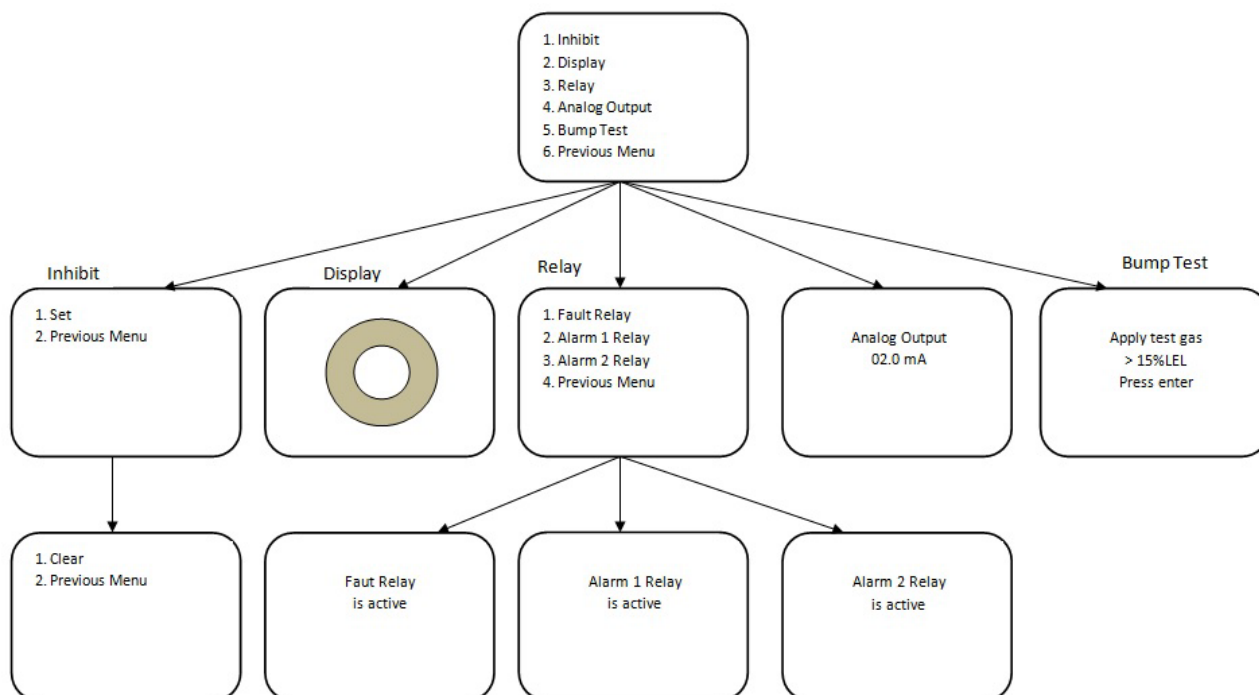 1. Inhibit
2. Display
3. Relay
4. Analog Output
5. Bump Test
6. Previous Menu
Inhibit
Display
Relay
Bump Test
1. Set
2. Previous Menu
1. Fault Relay
2. Alarm 1 Relay
3. Alarm 2 Relay
4. Previous Menu
Analog Output
02.0 mA
Apply test gas
> 15%LEL
Press enter
1. Clear
2. Previous Menu
Faut Relay
is active
Alarm 1 Relay
is active
Alarm 2 Relay
is active